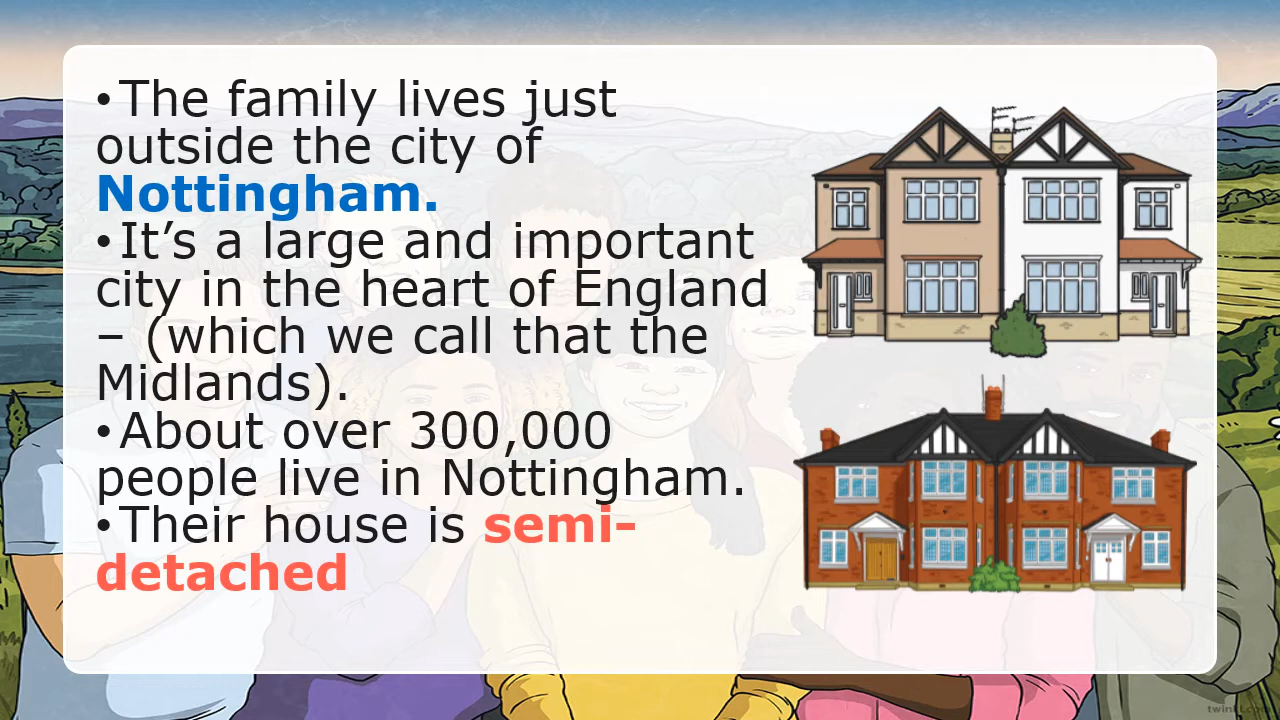 •The family lives just
outside the city of
Nottingham.
•It’s a large and important
city in the heart of England
– (which we call that the
Midlands).
•About over 300,000
people live in Nottingham.
•Their house is semi-
detached
twinkl.com